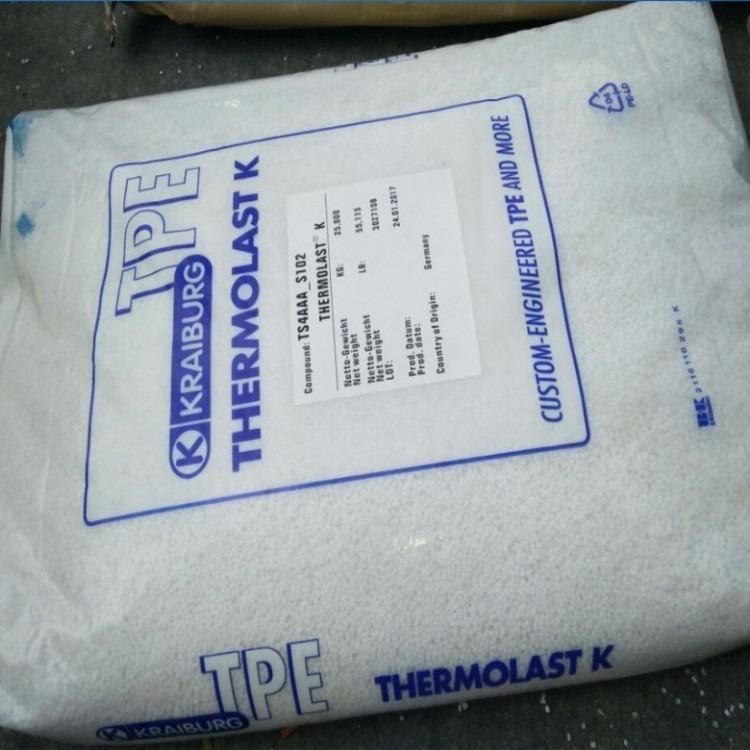 TPE
KRAIBURG
THERMOLAST K
Compound: TS4AAA_S102
THERMOLAST® K
Netto-Gewicht
Net weight KG: 25,000
Netto-Gewicht
Net weight LB: 55,115
LOT: 3027108
Prod. Datum:
Prod. date: 24.01.2017
Country of Origin: Germany
CUSTOM-ENGINEERED TPE AND MORE
04
PE-LD
TPE
KRAIBURG
THERMOLAST K